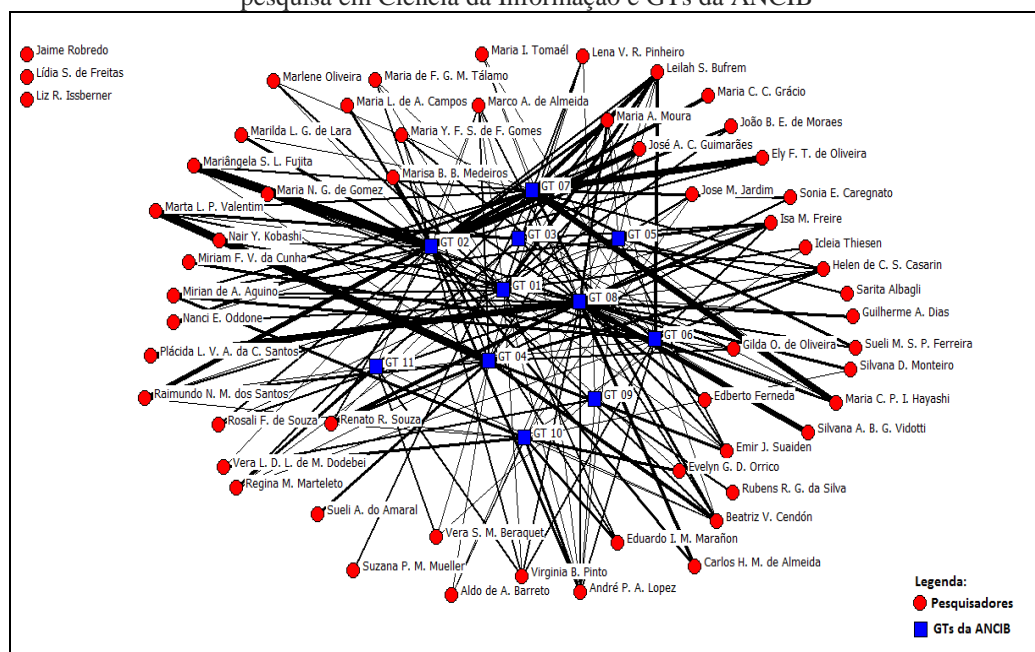 pesquisa em Ciência da Informação e GTs da ANCIB
Jaime Robredo
Lídia S. de Freitas
Liz R. Issberner
Maria I. Tomaél
Lena V. R. Pinheiro
Leilah S. Bufrem
Marlene Oliveira
Maria de F. G. M. Tálamo
Maria C. C. Grácio
Maria L. de A. Campos
Marco A. de Almeida
Maria A. Moura
João B. E. de Moraes
Marilda L. G. de Lara
Maria Y. F. S. de F. Gomes
José A. C. Guimarães
Ely F. T. de Oliveira
Mariângela S. L. Fujita
Marisa B. B. Medeiros
Maria N. G. de Gomez
GT 07
Jose M. Jardim
Sonia E. Caregnato
Marta L. P. Valentim
Isa M. Freire
Nair Y. Kobashi
GT 02
GT 03
GT 05
Icleia Thiesen
Miriam F. V. da Cunha
Helen de C. S. Casarin
Mirian de A. Aquino
GT 01
GT 08
Sarita Albagli
Nanci E. Oddone
Guilherme A. Dias
GT 06
Gilda O. de Oliveira
Sueli M. S. P. Ferreira
Plácida L. V. A. da C. Santos
GT 11
GT 04
Silvana D. Monteiro
Raimundo N. M. dos Santos
GT 09
Edberto Ferneda
Maria C. P. I. Hayashi
Rosali F. de Souza
Renato R. Souza
GT 10
Silvana A. B. G. Vidotti
Emir J. Suaiden
Vera L. D. L. de M. Dodebei
Evelyn G. D. Orrico
Regina M. Marteleto
Rubens R. G. da Silva
Sueli A. do Amaral
Beatriz V. Cendón
Vera S. M. Beraquet
Eduardo I. M. Marañon
Suzana P. M. Mueller
Virginia B. Pinto
Carlos H. M. de Almeida
Aldo de A. Barreto
André P. A. Lopez
Legenda:
Pesquisadores
GTs da ANCIB